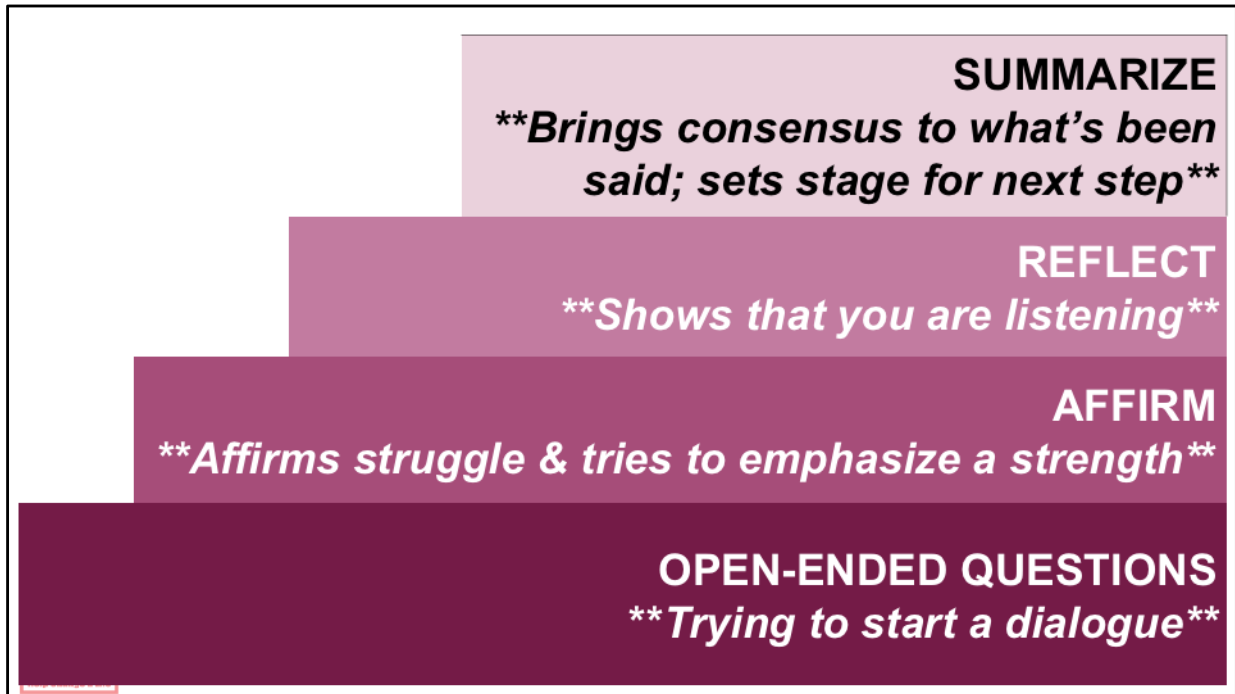 SUMMARIZE
**Brings consensus to what's been
said; sets stage for next step**
REFLECT
**Shows that you are listening**
AFFIRM
**Affirms struggle & tries to emphasize a strength**
OPEN-ENDED QUESTIONS
**Trying to start a dialogue**